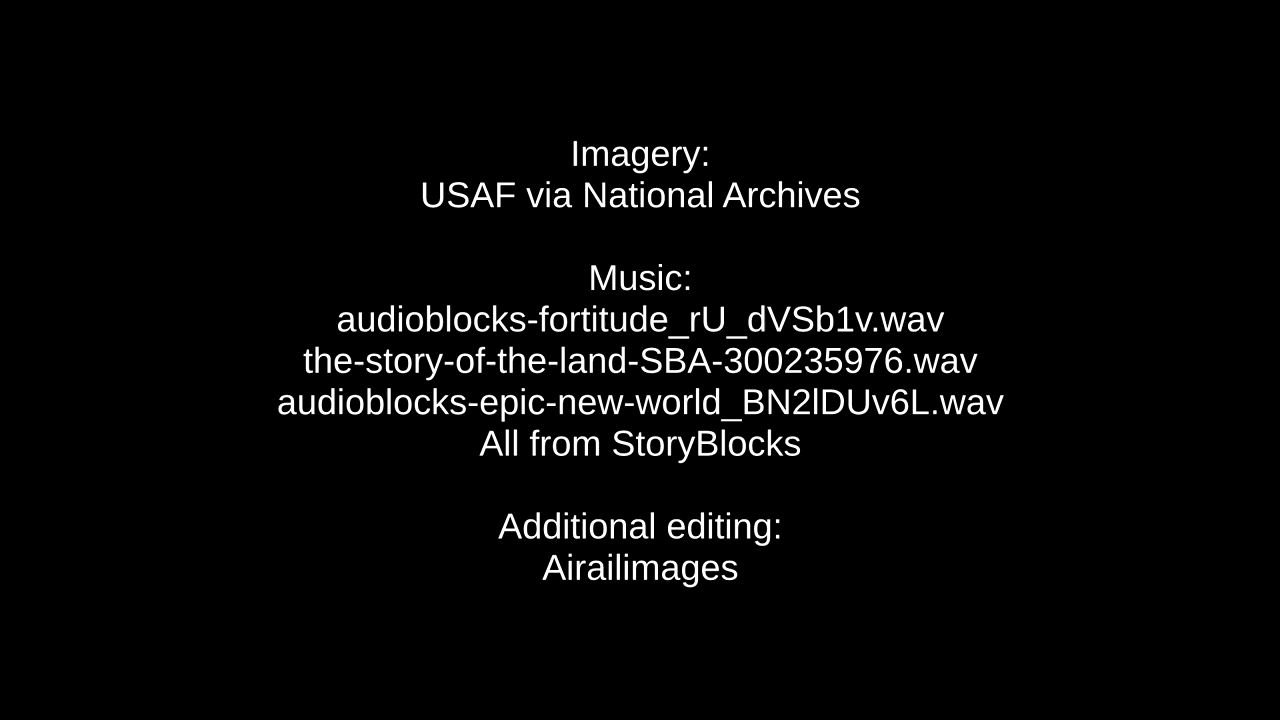 Imagery:
USAF via National Archives
Music:
audioblocks-fortitude_rU_dVSb1v.wav
the-story-of-the-land-SBA-300235976.wav
audioblocks-epic-new-world_BN2lDUv6L.wav
All from StoryBlocks
Additional editing:
Airailimages